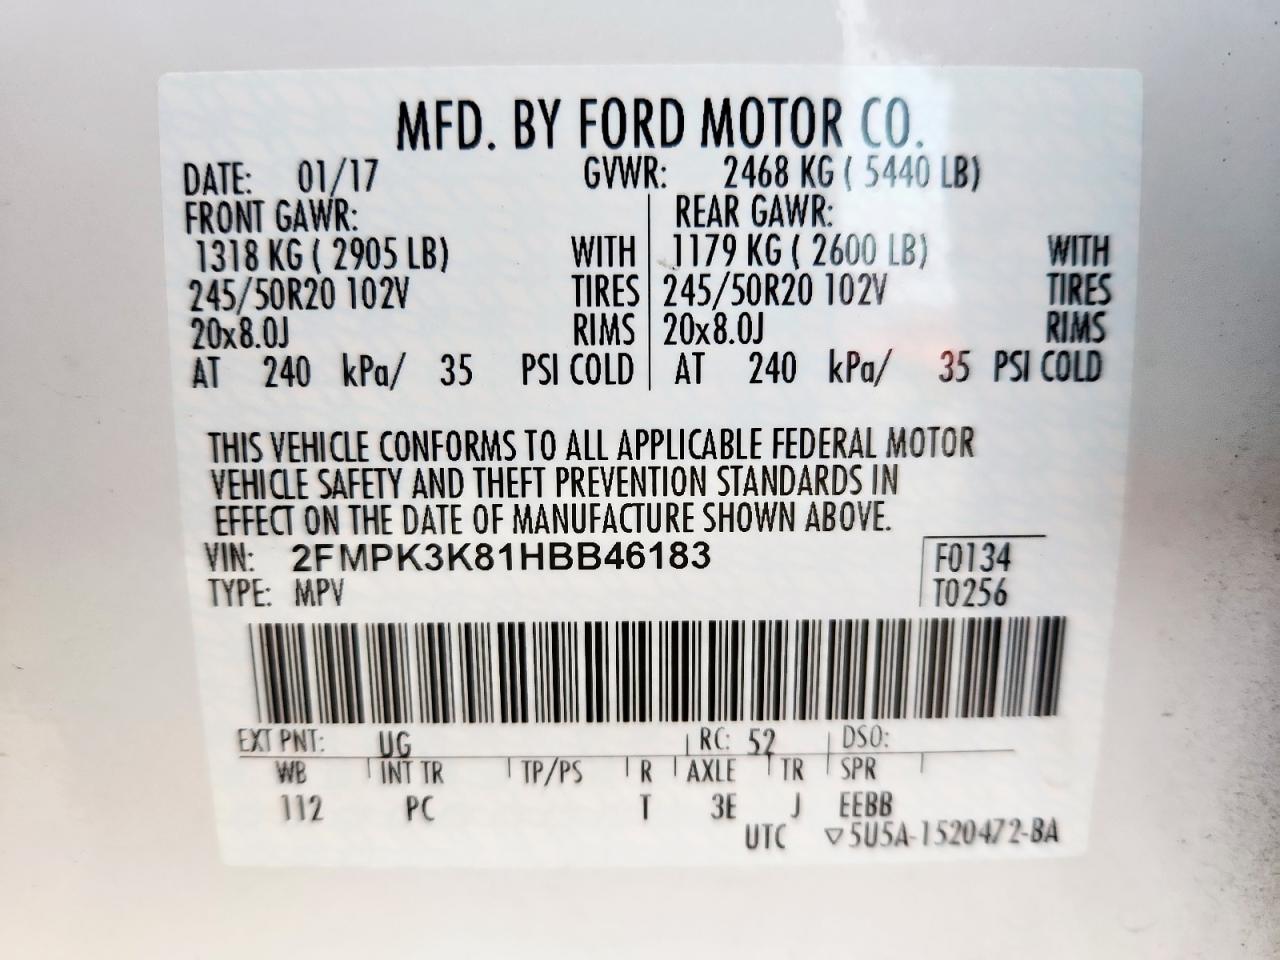 MFD. BY FORD MOTOR CO.
DATE: 01/17 GVWR: 2468 KG ( 5440 LB)
FRONT GAWR: REAR GAWR:
1318 KG ( 2905 LB) WITH 1179 KG ( 2600 LB) WITH
245/50R20 102V TIRES 245/50R20 102V TIRES
20x8.0J RIMS 20x8.0J RIMS
AT 240 kPa/ 35 PSI COLD AT 240 kPa/ 35 PSI COLD
THIS VEHICLE CONFORMS TO ALL APPLICABLE FEDERAL MOTOR
VEHICLE SAFETY AND THEFT PREVENTION STANDARDS IN
EFFECT ON THE DATE OF MANUFACTURE SHOWN ABOVE.
VIN: 2FMPK3K81HBB46183 F0134
TYPE: MPV T0256
EXT PNT: UG RC: 52 DSO:
WB INT TR TP/PS R AXLE TR SPR
112 PC T 3E J EEBB
UTC ▽5U5A-1520472-BA